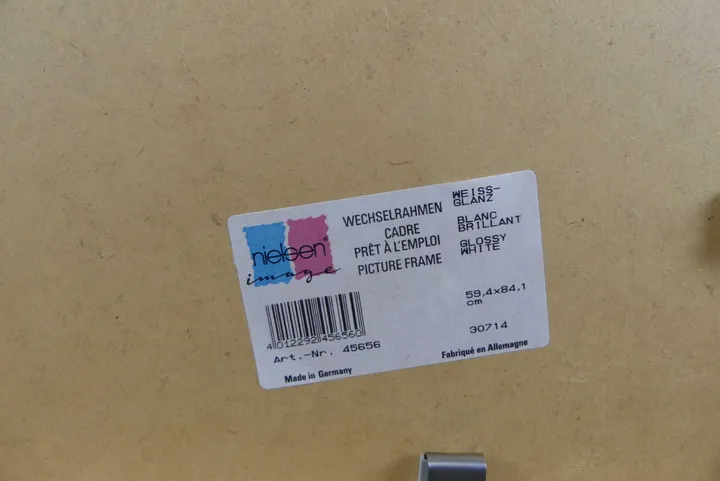 nielsen®
image
WECHSELRAHMEN
CADRE
PRÊT À L'EMPLOI
PICTURE FRAME
WEISS-
GLANZ
BLANC
BRILLANT
GLOSSY
WHITE
59,4x84,1
cm
30714
4 012292 456560
Art.-Nr. 45656
Made in Germany
Fabriqué en Allemagne